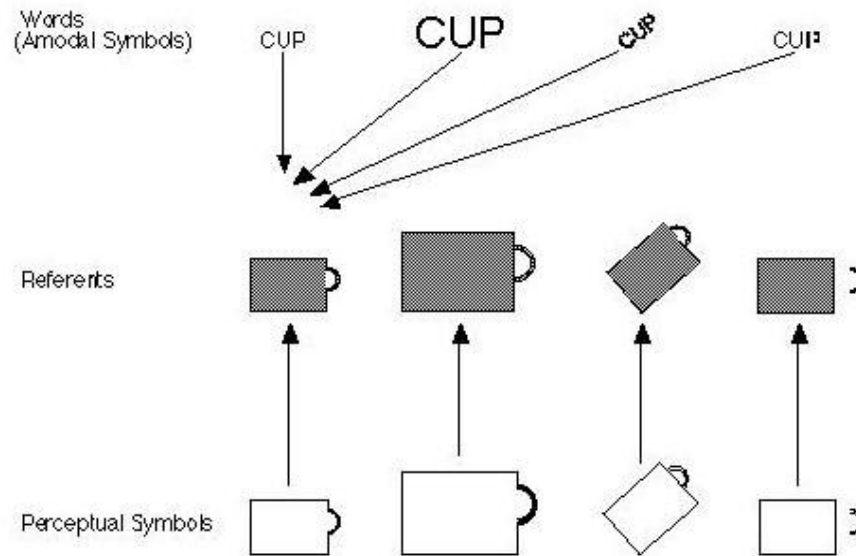 Words
(Amodal Symbols)
CUP
CUP
CUP
CUP
Referents
Perceptual Symbols